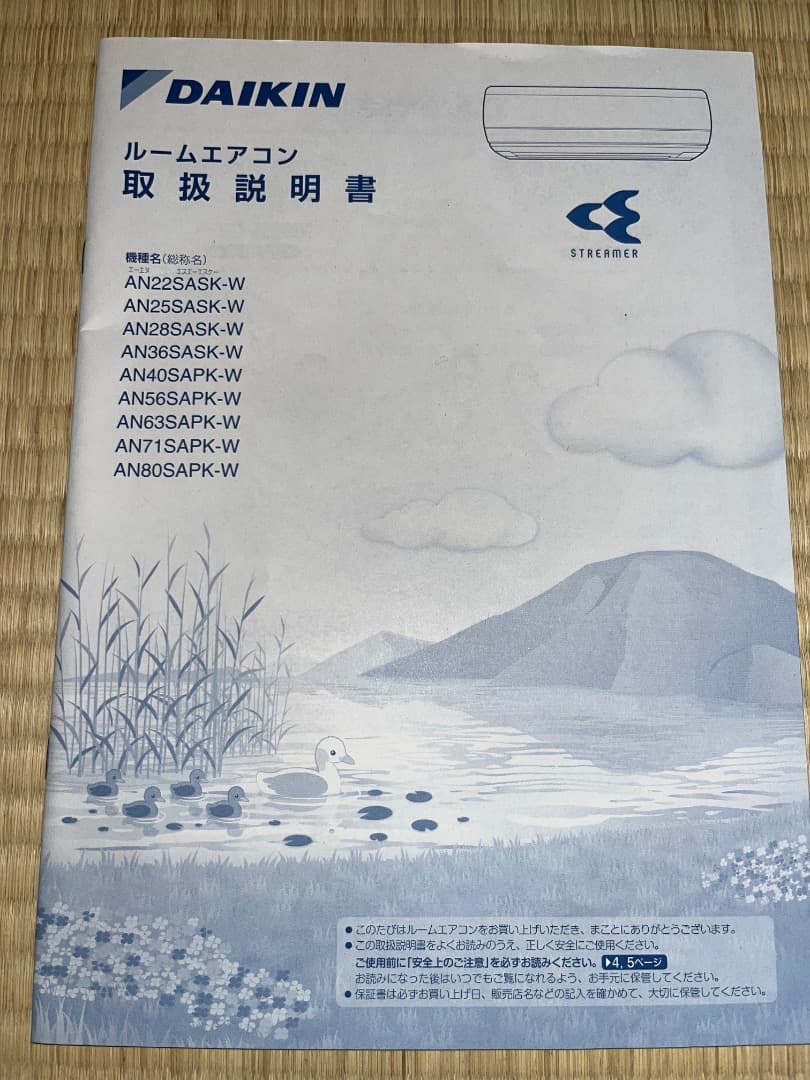 DAIKIN
ルームエアコン
取扱説明書
STREAMER
機種名(総称名)
エーエヌ エスエーエスケー
AN22SASK-W
AN25SASK-W
AN28SASK-W
AN36SASK-W
AN40SAPK-W
AN56SAPK-W
AN63SAPK-W
AN71SAPK-W
AN80SAPK-W
● このたびはルームエアコンをお買い上げいただき、まことにありがとうございます。
● この取扱説明書をよくお読みのうえ、正しく安全にご使用ください。
ご使用前に「安全上のご注意」を必ずお読みください。 ▶4, 5ページ
お読みになった後はいつでもご覧になれるよう、お手元に保管してください。
● 保証書は必ずお買い上げ日、販売店名などの記入を確かめて、大切に保管してください。